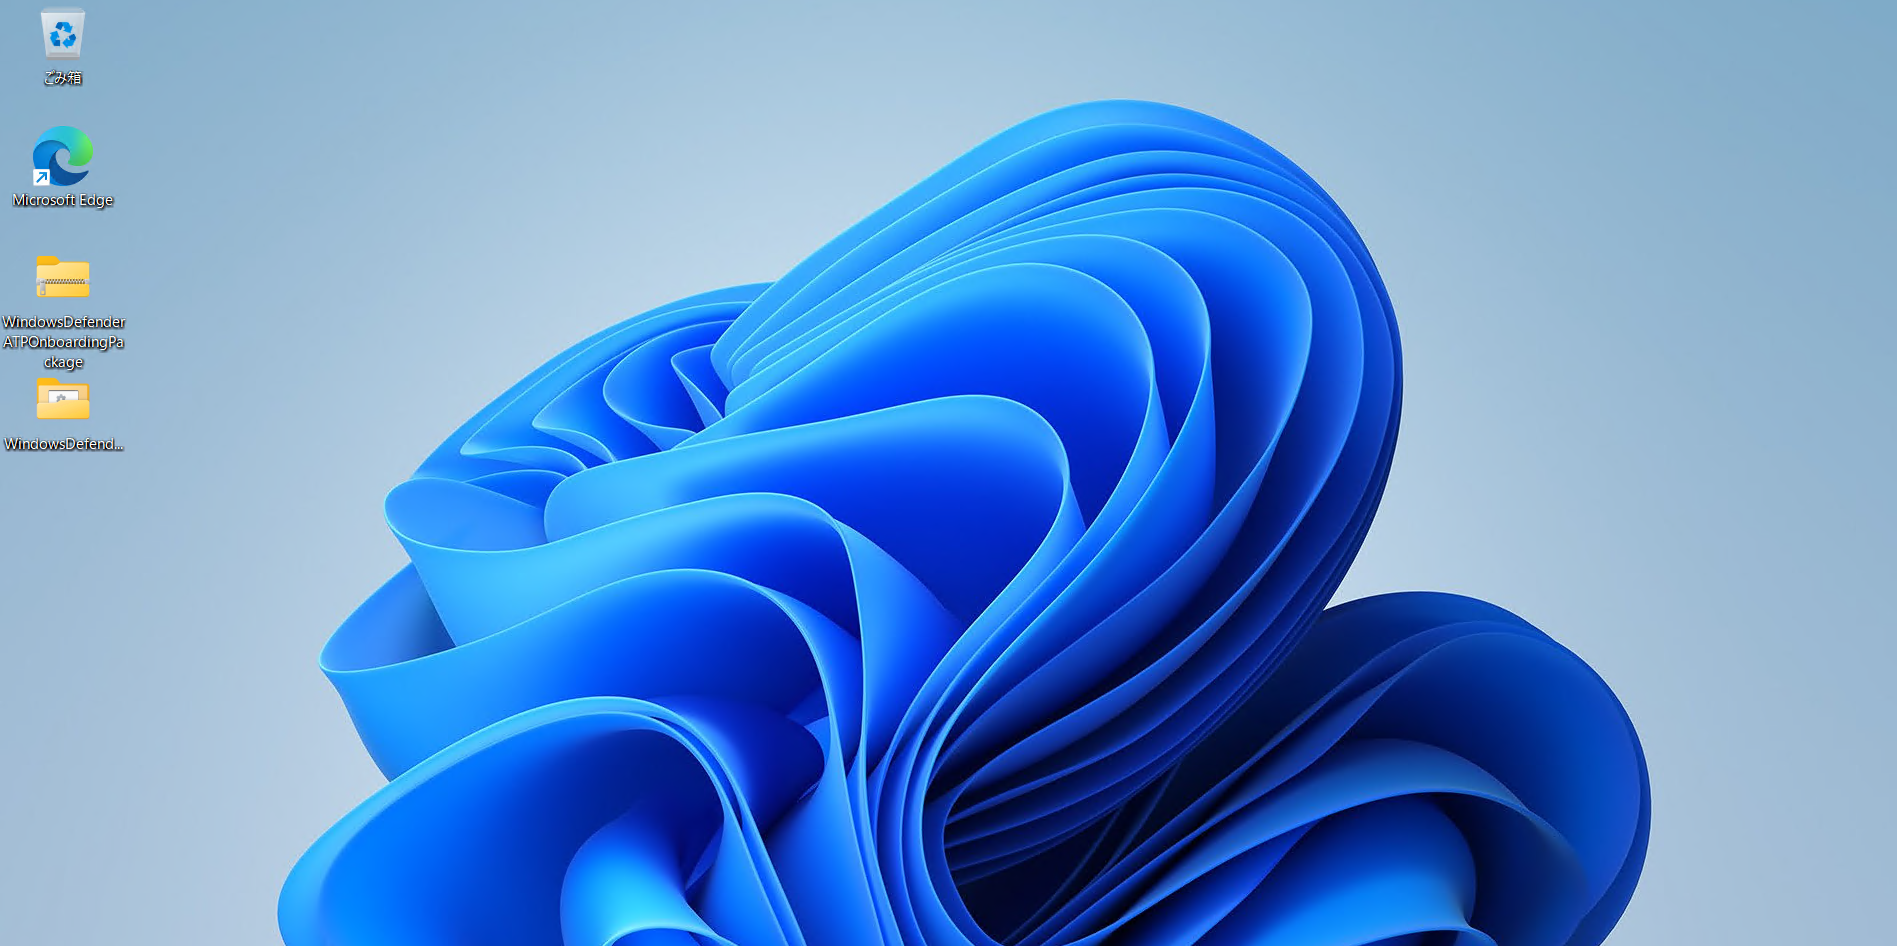 ごみ箱
Microsoft Edge
WindowsDefender
ATPOnboardingPa
ckage
WindowsDefend...